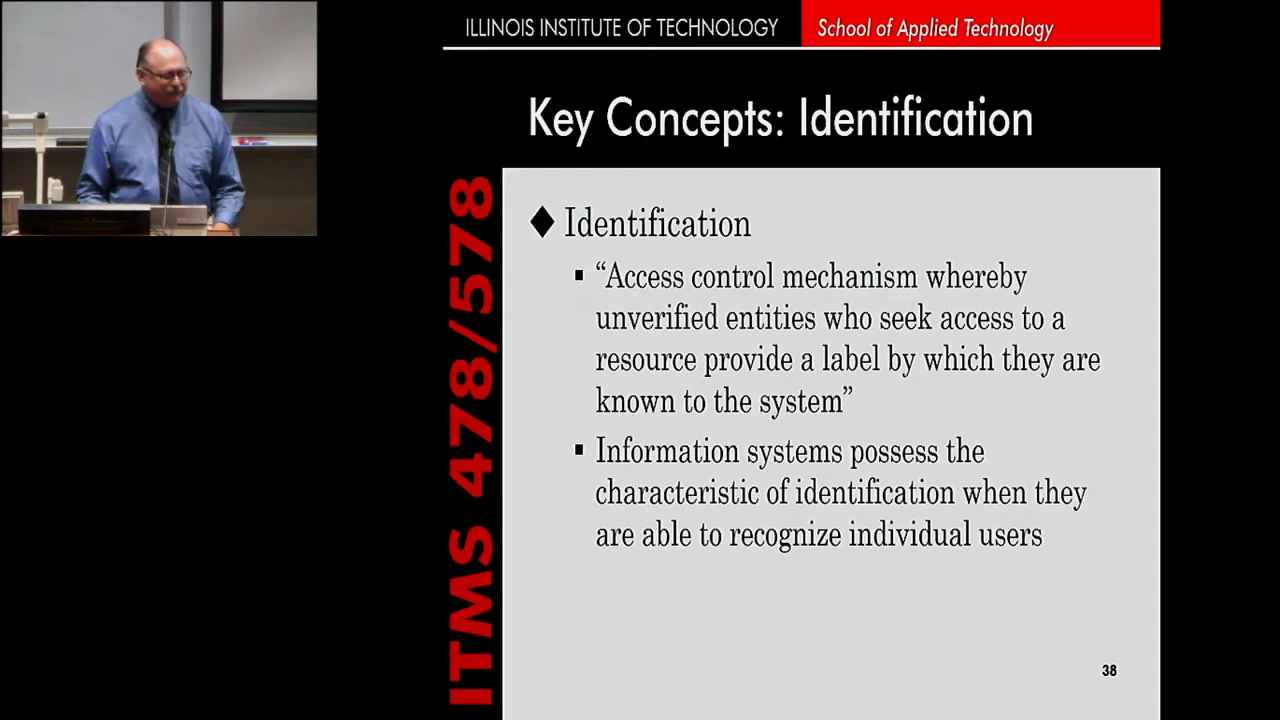 ILLINOIS INSTITUTE OF TECHNOLOGY School of Applied Technology
Key Concepts: Identification
ITMS 478/578
Identification
“Access control mechanism whereby
unverified entities who seek access to a
resource provide a label by which they are
known to the system”
Information systems possess the
characteristic of identification when they
are able to recognize individual users
38